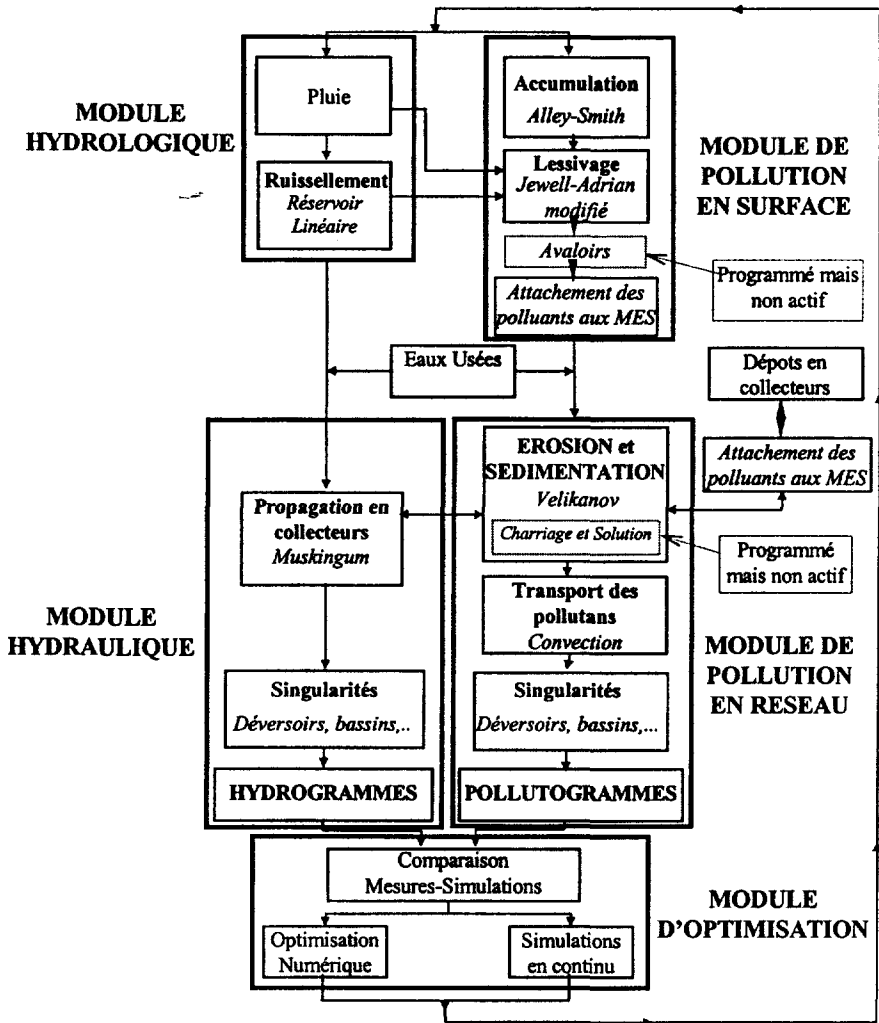 MODULE
HYDROLOGIQUE
Pluie
Ruissellement
Réservoir
Linéaire
Accumulation
Alley-Smith
Lessivage
Jewell-Adrian
modifié
Avaloirs
Attachement des
polluants aux MES
MODULE DE
POLLUTION
EN SURFACE
Programmé mais
non actif
Eaux Usées
Dépots en
collecteurs
Attachement des
polluants aux MES
MODULE
HYDRAULIQUE
Propagation en
collecteurs
Muskingum
Singularités
Déversoirs, bassins,..
HYDROGRAMMES
EROSION et
SEDIMENTATION
Velikanov
Charriage et Solution
Programmé
mais non actif
Transport des
pollutans
Convection
Singularités
Déversoirs, bassins,...
POLLUTOGRAMMES
MODULE DE
POLLUTION
EN RESEAU
Comparaison
Mesures-Simulations
Optimisation
Numérique
Simulations
en continu
MODULE
D'OPTIMISATION